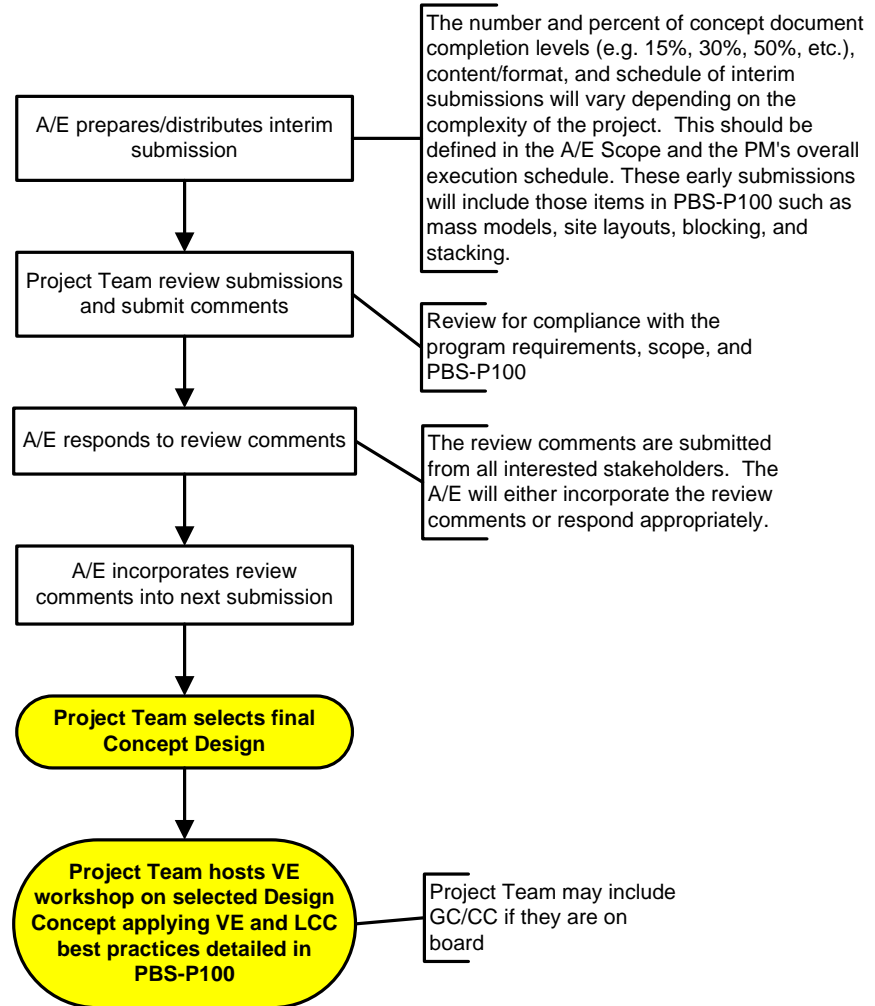 The number and percent of concept document
completion levels (e.g. 15%, 30%, 50%, etc.),
content/format, and schedule of interim
submissions will vary depending on the
complexity of the project.  This should be
defined in the A/E Scope and the PM's overall
execution schedule. These early submissions
will include those items in PBS-P100 such as
mass models, site layouts, blocking, and
stacking.
A/E prepares/distributes interim
submission
Project Team review submissions
and submit comments
Review for compliance with the
program requirements, scope, and
PBS-P100
A/E responds to review comments
The review comments are submitted
from all interested stakeholders.  The
A/E will either incorporate the review
comments or respond appropriately.
A/E incorporates review
comments into next submission
Project Team selects final
Concept Design
Project Team hosts VE
workshop on selected Design
Concept applying VE and LCC
best practices detailed in
PBS-P100
Project Team may include
GC/CC if they are on
board